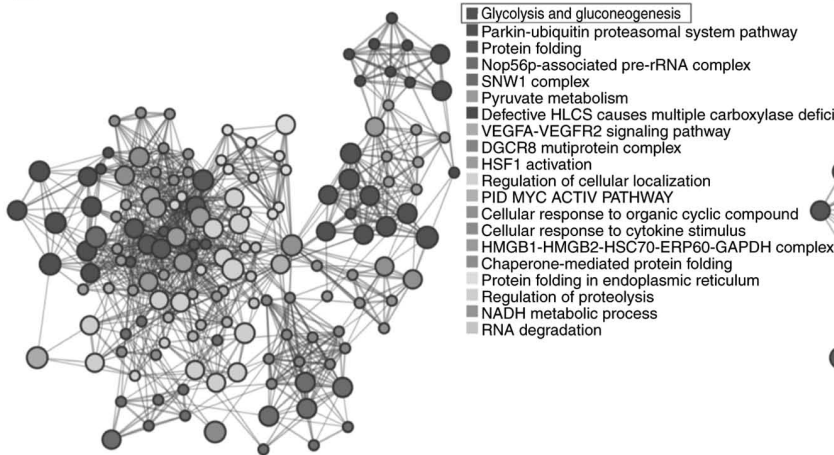 Glycolysis and gluconeogenesis
Parkin-ubiquitin proteasomal system pathway
Protein folding
Nop56p-associated pre-rRNA complex
SNW1 complex
Pyruvate metabolism
Defective HLCS causes multiple carboxylase defici
VEGFA-VEGFR2 signaling pathway
DGCR8 mutiprotein complex
HSF1 activation
Regulation of cellular localization
PID MYC ACTIV PATHWAY
Cellular response to organic cyclic compound
Cellular response to cytokine stimulus
HMGB1-HMGB2-HSC70-ERP60-GAPDH complex
Chaperone-mediated protein folding
Protein folding in endoplasmic reticulum
Regulation of proteolysis
NADH metabolic process
RNA degradation